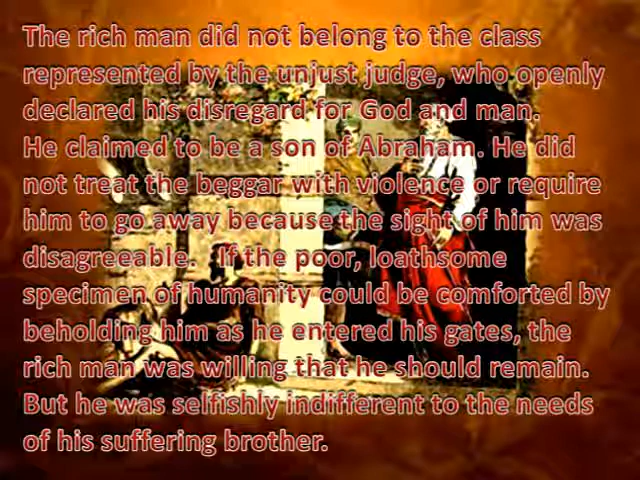 The rich man did not belong to the class
represented by the unjust judge, who openly
declared his disregard for God and man.
He claimed to be a son of Abraham. He did
not treat the beggar with violence or require
him to go away because the sight of him was
disagreeable. If the poor, loathsome
specimen of humanity could be comforted by
beholding him as he entered his gates, the
rich man was willing that he should remain.
But he was selfishly indifferent to the needs
of his suffering brother.